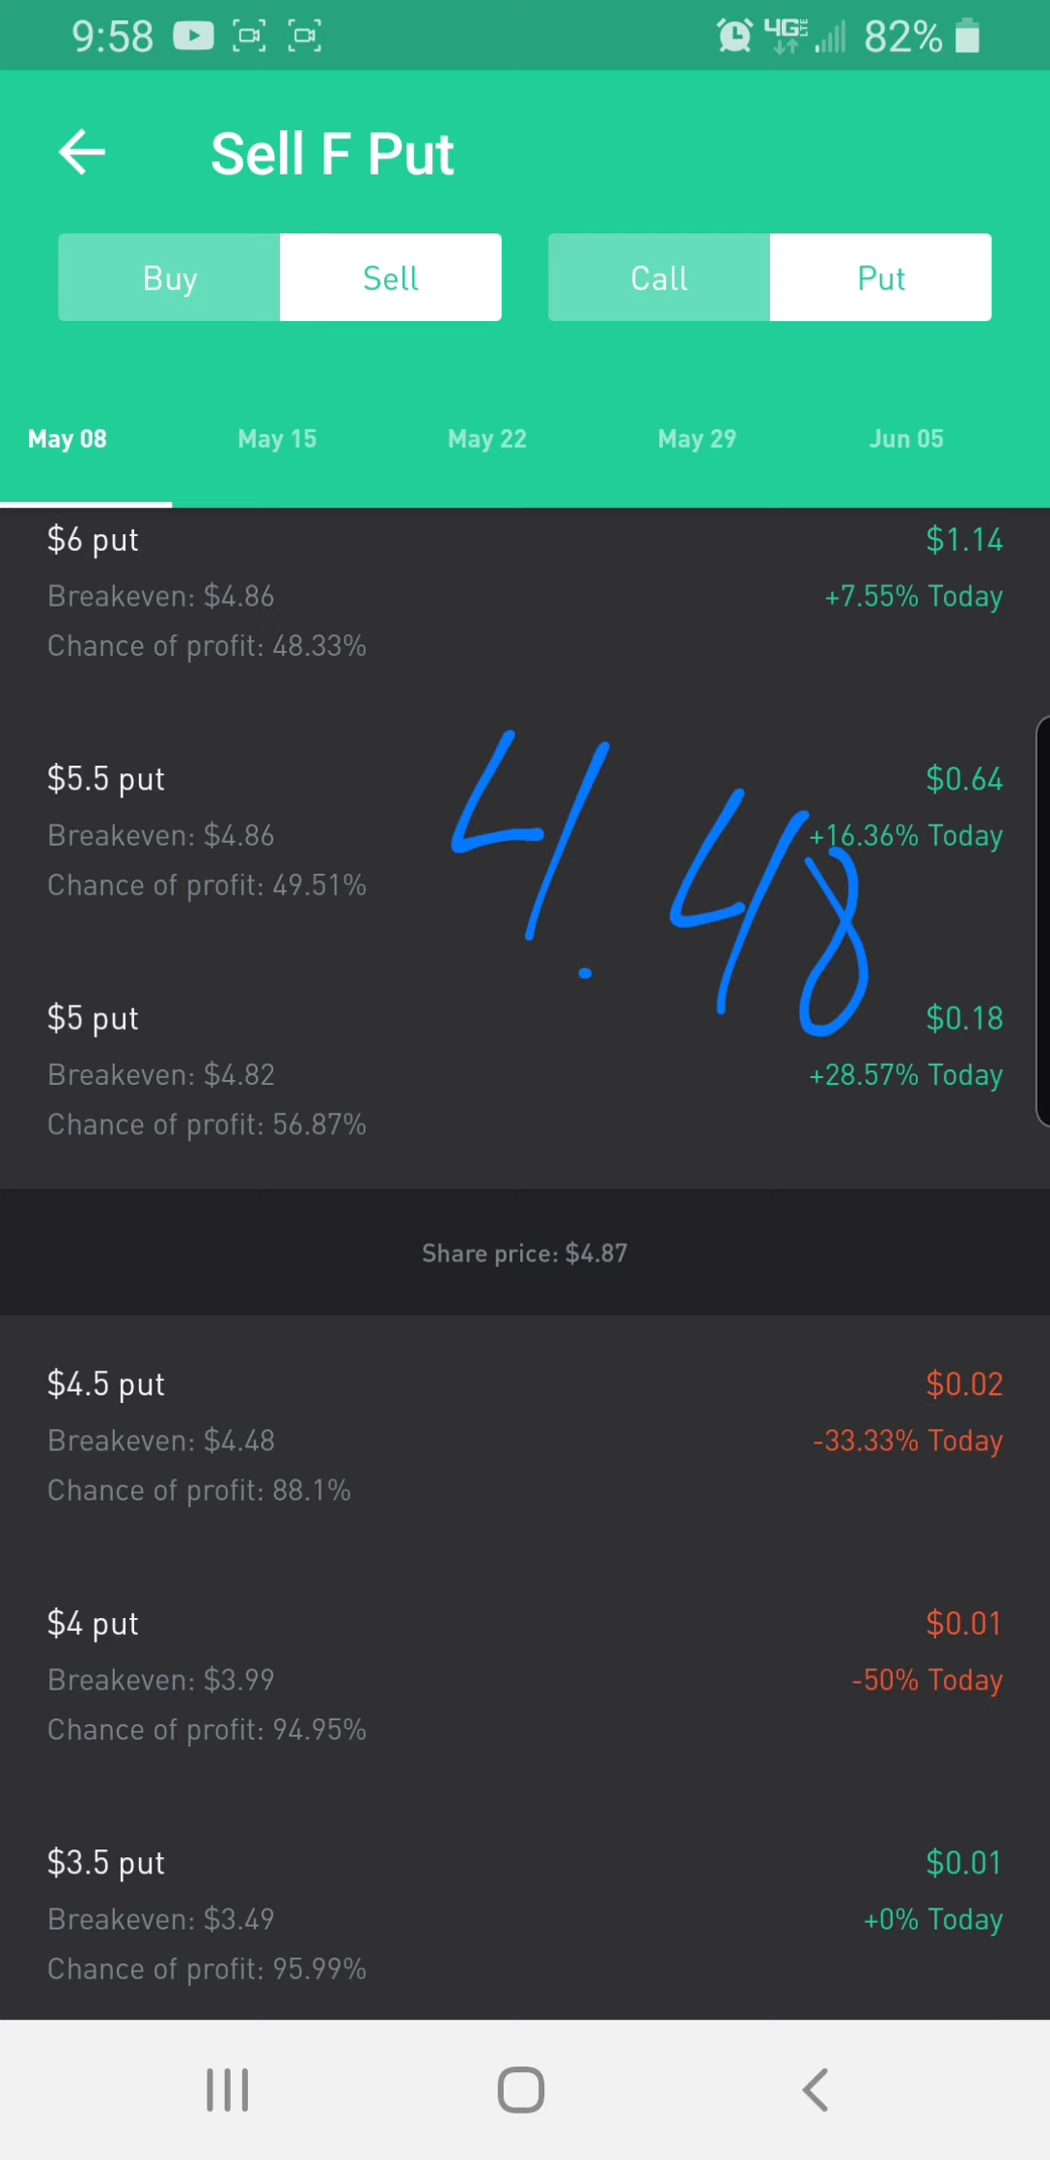 9:58 4G LTE 82%
Sell F Put
Buy Sell Call Put
May 08 May 15 May 22 May 29 Jun 05
$6 put $1.14
Breakeven: $4.86 +7.55% Today
Chance of profit: 48.33%
$5.5 put $0.64
Breakeven: $4.86 +16.36% Today
Chance of profit: 49.51%
4.48
$5 put $0.18
Breakeven: $4.82 +28.57% Today
Chance of profit: 56.87%
Share price: $4.87
$4.5 put $0.02
Breakeven: $4.48 -33.33% Today
Chance of profit: 88.1%
$4 put $0.01
Breakeven: $3.99 -50% Today
Chance of profit: 94.95%
$3.5 put $0.01
Breakeven: $3.49 +0% Today
Chance of profit: 95.99%